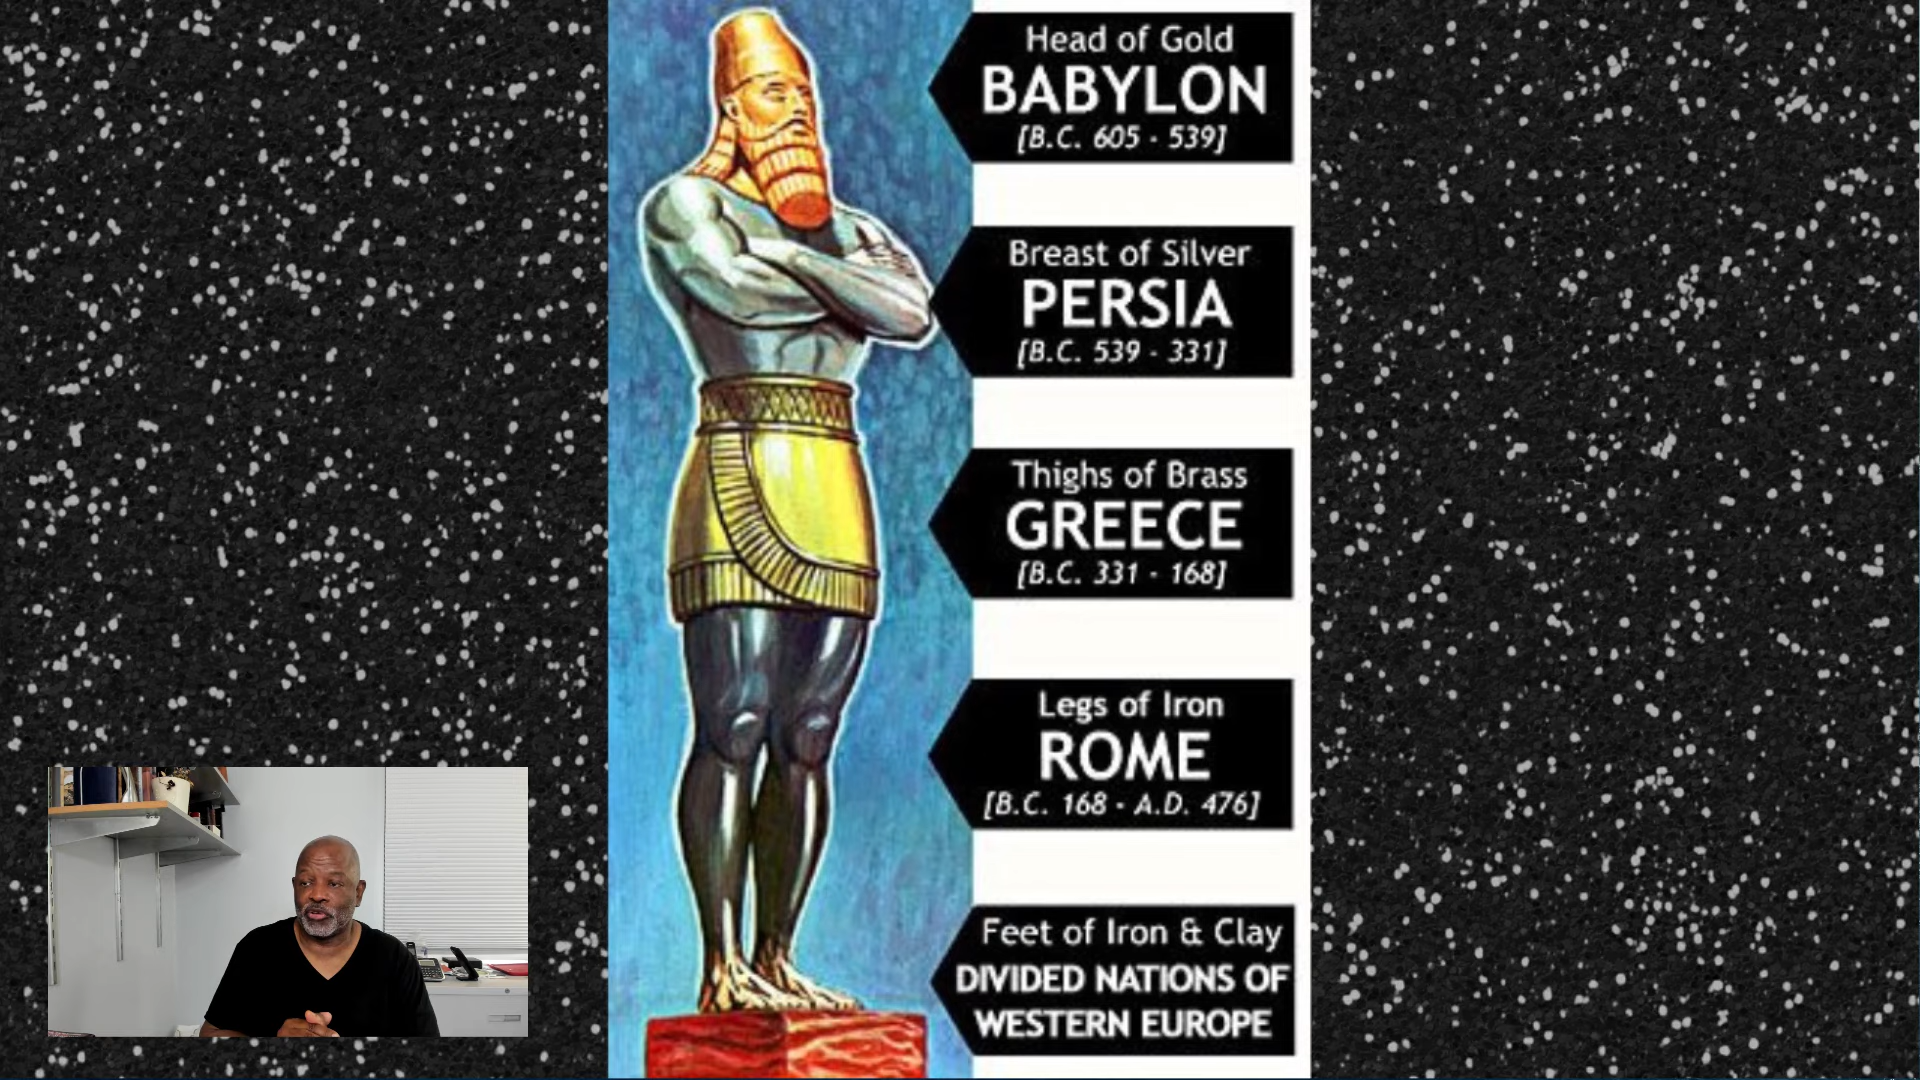 Head of Gold
BABYLON
[B.C. 605 - 539]
Breast of Silver
PERSIA
[B.C. 539 - 331]
Thighs of Brass
GREECE
[B.C. 331 - 168]
Legs of Iron
ROME
[B.C. 168 - A.D. 476]
Feet of Iron & Clay
DIVIDED NATIONS OF
WESTERN EUROPE